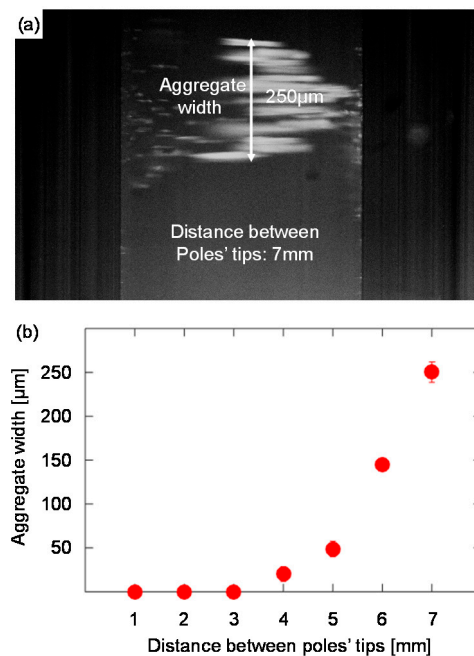 (a)
Aggregate
width
250μm
Distance between
Poles' tips: 7mm
(b)
Aggregate width [μm]
250
200
150
100
50
1 2 3 4 5 6 7
Distance between poles' tips [mm]